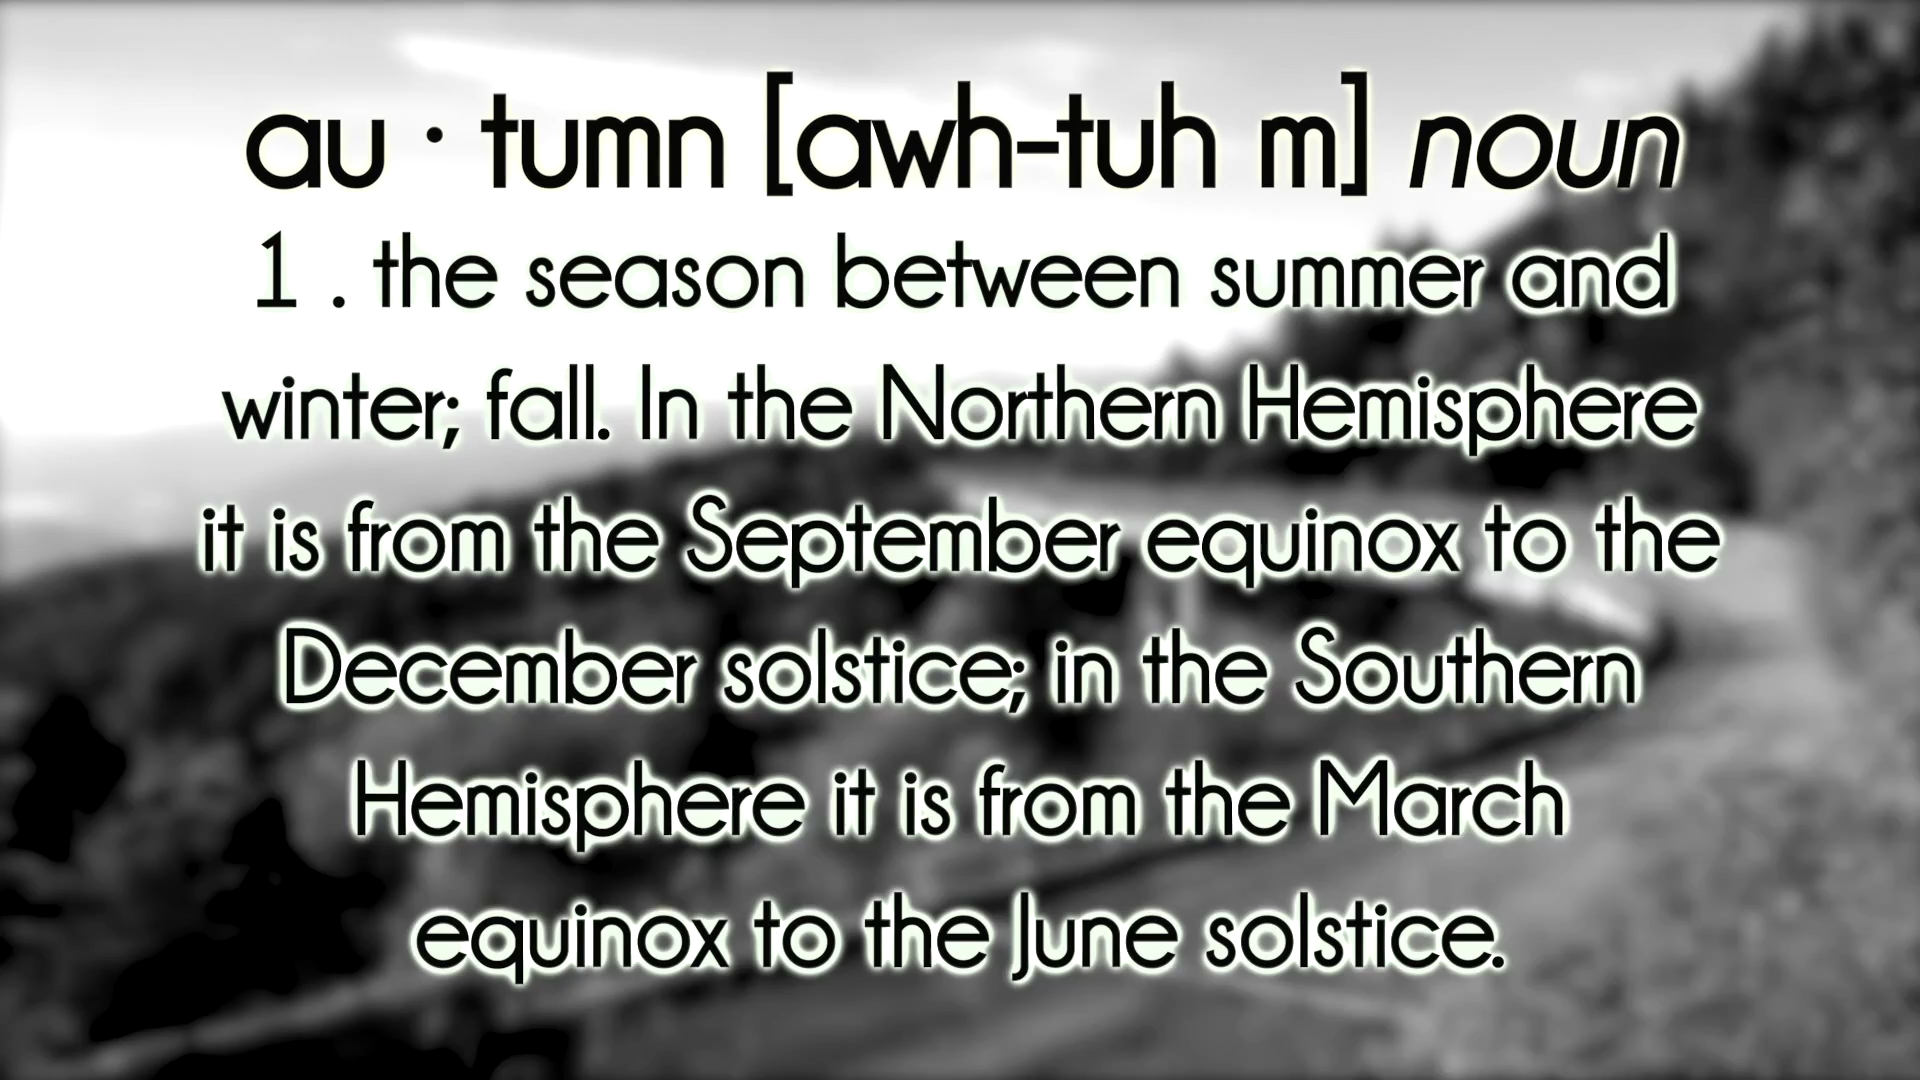 au · tumn [awh-tuh m] noun
1 . the season between summer and
winter; fall. In the Northern Hemisphere
it is from the September equinox to the
December solstice; in the Southern
Hemisphere it is from the March
equinox to the June solstice.